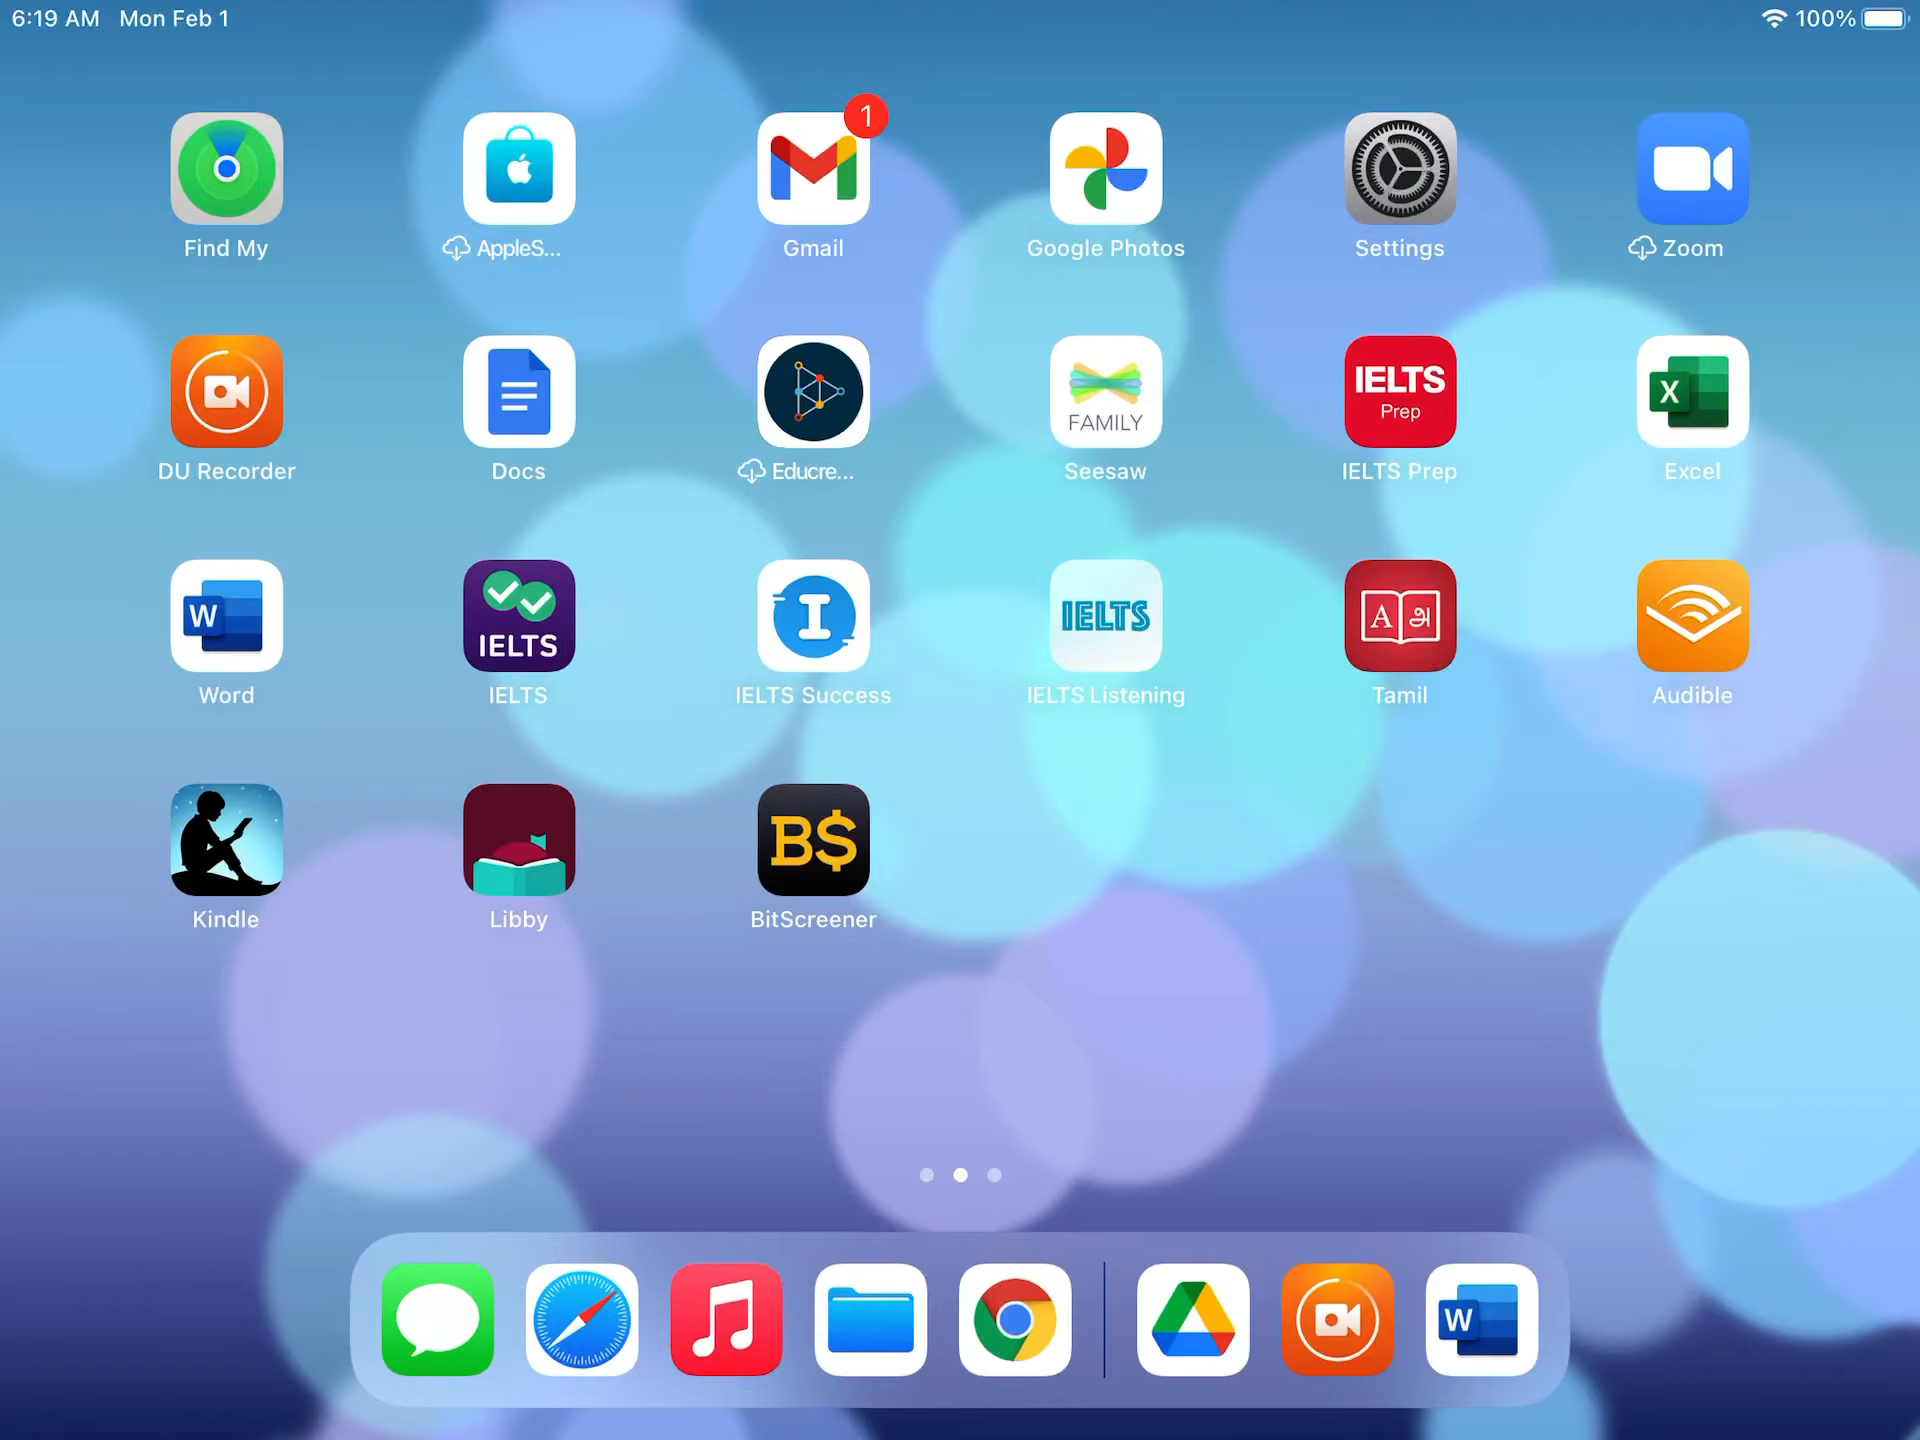 6:19 AM Mon Feb 1
100%
1
Find My
AppleS...
Gmail
Google Photos
Settings
Zoom
FAMILY
IELTS
Prep
X
DU Recorder
Docs
Educre...
Seesaw
IELTS Prep
Excel
W
IELTS
I
IELTS
A அ
Word
IELTS
IELTS Success
IELTS Listening
Tamil
Audible
B$
Kindle
Libby
BitScreener
W